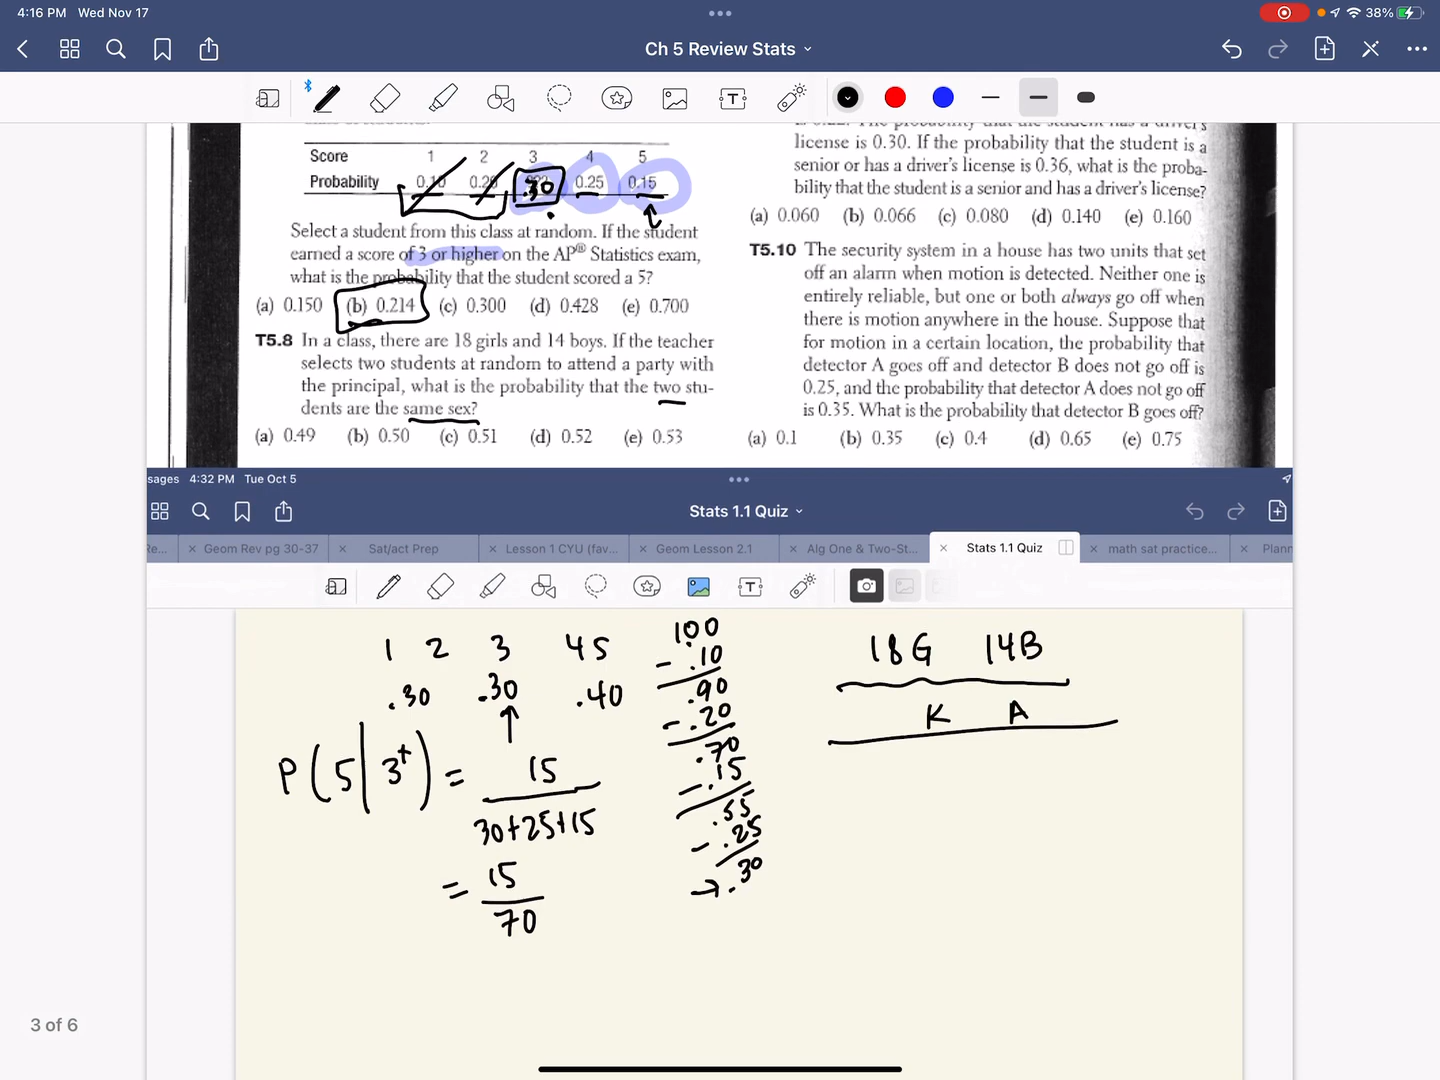 4:16 PM Wed Nov 17
38%
Ch 5 Review Stats
Score 1 2 3 4 5
Probability 0.10 0.20 .30 0.25 0.15
Select a student from this class at random. If the student
earned a score of 3 or higher on the AP® Statistics exam,
what is the probability that the student scored a 5?
(a) 0.150 (b) 0.214 (c) 0.300 (d) 0.428 (e) 0.700
T5.8 In a class, there are 18 girls and 14 boys. If the teacher
selects two students at random to attend a party with
the principal, what is the probability that the two stu-
dents are the same sex?
(a) 0.49 (b) 0.50 (c) 0.51 (d) 0.52 (e) 0.53
license is 0.30. If the probability that the student is a
senior or has a driver's license is 0.36, what is the proba-
bility that the student is a senior and has a driver's license?
(a) 0.060 (b) 0.066 (c) 0.080 (d) 0.140 (e) 0.160
T5.10 The security system in a house has two units that set
off an alarm when motion is detected. Neither one is
entirely reliable, but one or both always go off when
there is motion anywhere in the house. Suppose that
for motion in a certain location, the probability that
detector A goes off and detector B does not go off is
0.25, and the probability that detector A does not go off
is 0.35. What is the probability that detector B goes off?
(a) 0.1 (b) 0.35 (c) 0.4 (d) 0.65 (e) 0.75
sages 4:32 PM Tue Oct 5
Stats 1.1 Quiz
Re... Geom Rev pg 30-37 Sat/act Prep Lesson 1 CYU (fav... Geom Lesson 2.1 Alg One & Two-St... Stats 1.1 Quiz math sat practice... Plann
1 2 3 4 5
.30 .30 .40
P(5|3+) = 15
30+25+15
= 15
70
1.00
- .10
.90
- .20
.70
- .15
.55
- .25
→ .30
18G 14B
K A
3 of 6